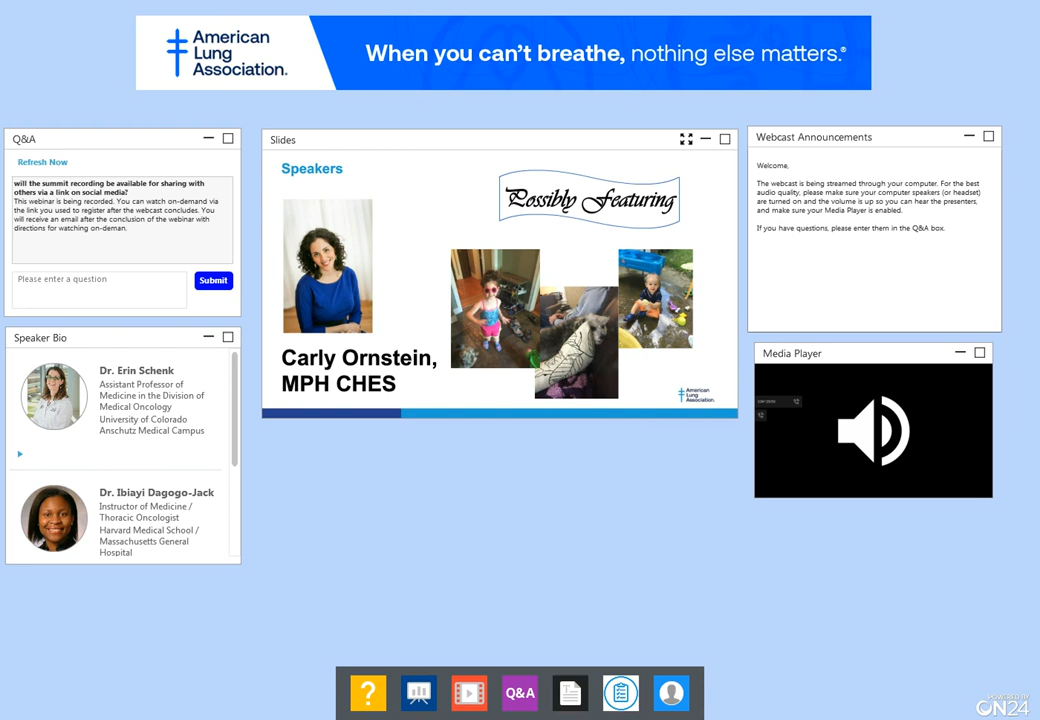 American
Lung
Association.
When you can't breathe, nothing else matters.®
Q&A
Refresh Now
will the summit recording be available for sharing with
others via a link on social media?
This webinar is being recorded. You can watch on-demand via
the link you used to register after the webcast concludes. You
will receive an email after the conclusion of the webinar with
directions for watching on-deman.
Please enter a question
Submit
Speaker Bio
Dr. Erin Schenk
Assistant Professor of
Medicine in the Division of
Medical Oncology
University of Colorado
Anschutz Medical Campus
Dr. Ibiayi Dagogo-Jack
Instructor of Medicine /
Thoracic Oncologist
Harvard Medical School /
Massachusetts General
Hospital
Slides
Speakers
Possibly Featuring
Carly Ornstein,
MPH CHES
American
Lung
Association.
Webcast Announcements
Welcome,
The webcast is being streamed through your computer. For the best
audio quality, please make sure your computer speakers (or headset)
are turned on and the volume is up so you can hear the presenters,
and make sure your Media Player is enabled.
If you have questions, please enter them in the Q&A box.
Media Player
?
Q&A
POWERED BY
ON24